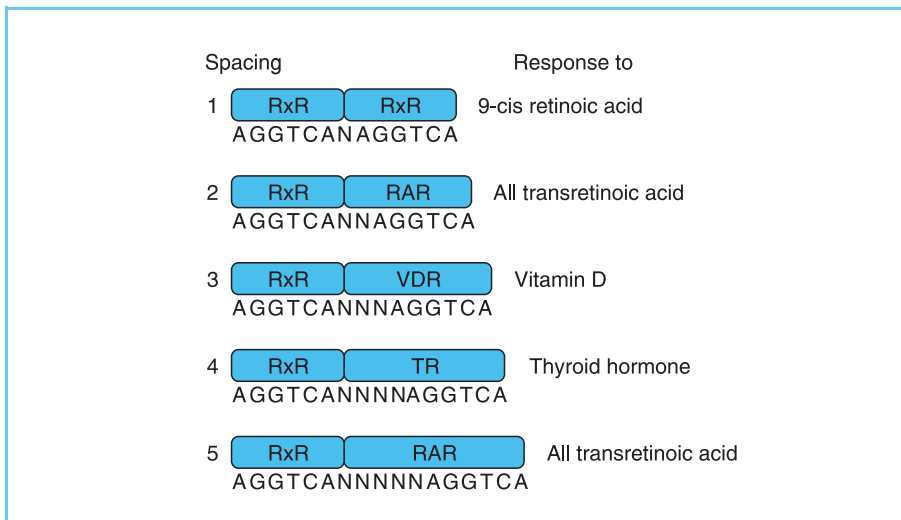 Spacing Response to
1 RxR RxR 9-cis retinoic acid
AGGTCANAGGTCA
2 RxR RAR All transretinoic acid
AGGTCANNAGGTCA
3 RxR VDR Vitamin D
AGGTCANNNAGGTCA
4 RxR TR Thyroid hormone
AGGTCANNNNAGGTCA
5 RxR RAR All transretinoic acid
AGGTCANNNNNAGGTCA